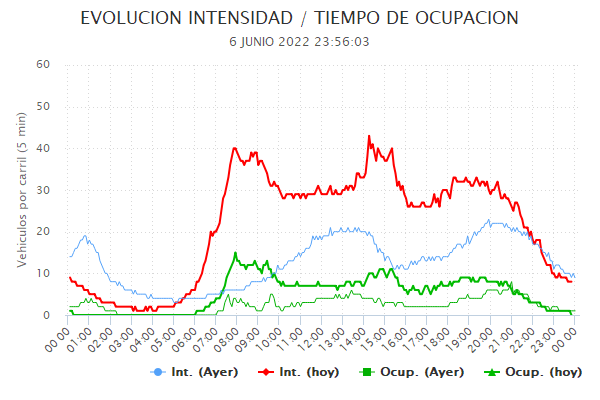 EVOLUCION INTENSIDAD / TIEMPO DE OCUPACION
6 JUNIO 2022 23:56:03
Vehiculos por carril (5 min)
60
50
40
30
20
10
0
00:00 01:00 02:00 03:00 04:00 05:00 06:00 07:00 08:00 09:00 10:00 11:00 12:00 13:00 14:00 15:00 16:00 17:00 18:00 19:00 20:00 21:00 22:00 23:00 00:00
Int. (Ayer) Int. (hoy) Ocup. (Ayer) Ocup. (hoy)